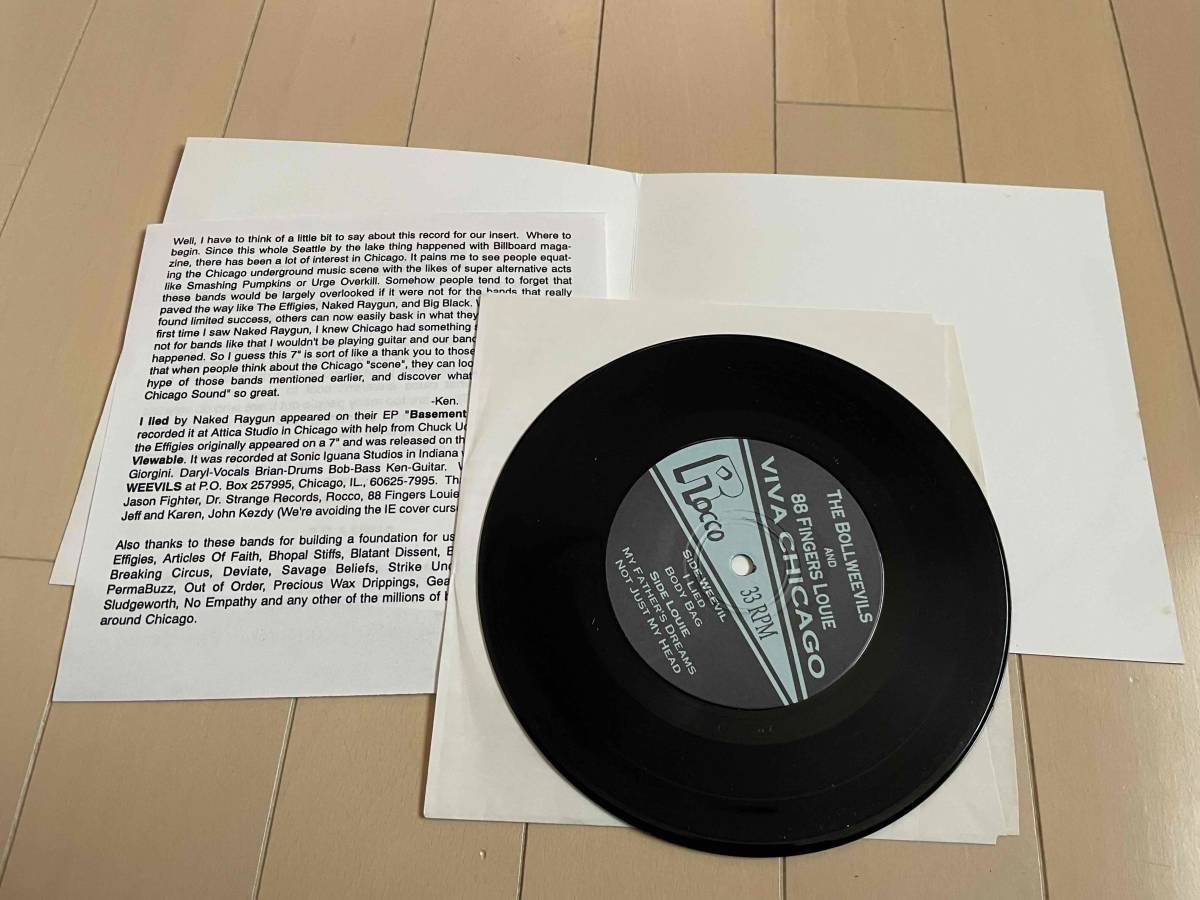 Well, I have to think of a little bit to say about this record for our insert. Where to
begin. Since this whole Seattle by the lake thing happened with Billboard maga-
zine, there has been a lot of interest in Chicago. It pains me to see people equat-
ing the Chicago underground music scene with the likes of super alternative acts
like Smashing Pumpkins or Urge Overkill. Somehow people tend to forget that
these bands would be largely overlooked if it were not for the bands that really
paved the way like The Effigies, Naked Raygun, and Big Black.
found limited success, others can now easily bask in what they
first time I saw Naked Raygun, I knew Chicago had something
not for bands like that I wouldn't be playing guitar and our
happened. So I guess this 7" is sort of like a thank you to those
that when people think about the Chicago "scene", they can
hype of those bands mentioned earlier, and discover what
Chicago Sound" so great.
-Ken.
I lied by Naked Raygun appeared on their EP "Basement
recorded it at Attica Studio in Chicago with help from Chuck
the Effigies originally appeared on a 7" and was released on
Viewable. It was recorded at Sonic Iguana Studios in Indiana
Giorgini. Daryl-Vocals Brian-Drums Bob-Bass Ken-Guitar.
WEEVILS at P.O. Box 257995, Chicago, IL., 60625-7995.
Jason Fighter, Dr. Strange Records, Rocco, 88 Fingers Louie
Jeff and Karen, John Kezdy (We're avoiding the IE cover
Also thanks to these bands for building a foundation for us
Effigies, Articles Of Faith, Bhopal Stiffs, Blatant Dissent,
Breaking Circus, Deviate, Savage Beliefs, Strike
PermaBuzz, Out of Order, Precious Wax Drippings,
Sludgeworth, No Empathy and any other of the millions of
around Chicago.
ROCCO
THE BOLLWEEVILS
AND
88 FINGERS LOUIE
VIVA CHICAGO
33 RPM
SIDE WEEVIL
I LIED
BODY BAG
SIDE LOUIE
MY FATHER'S DREAMS
NOT JUST MY HEAD